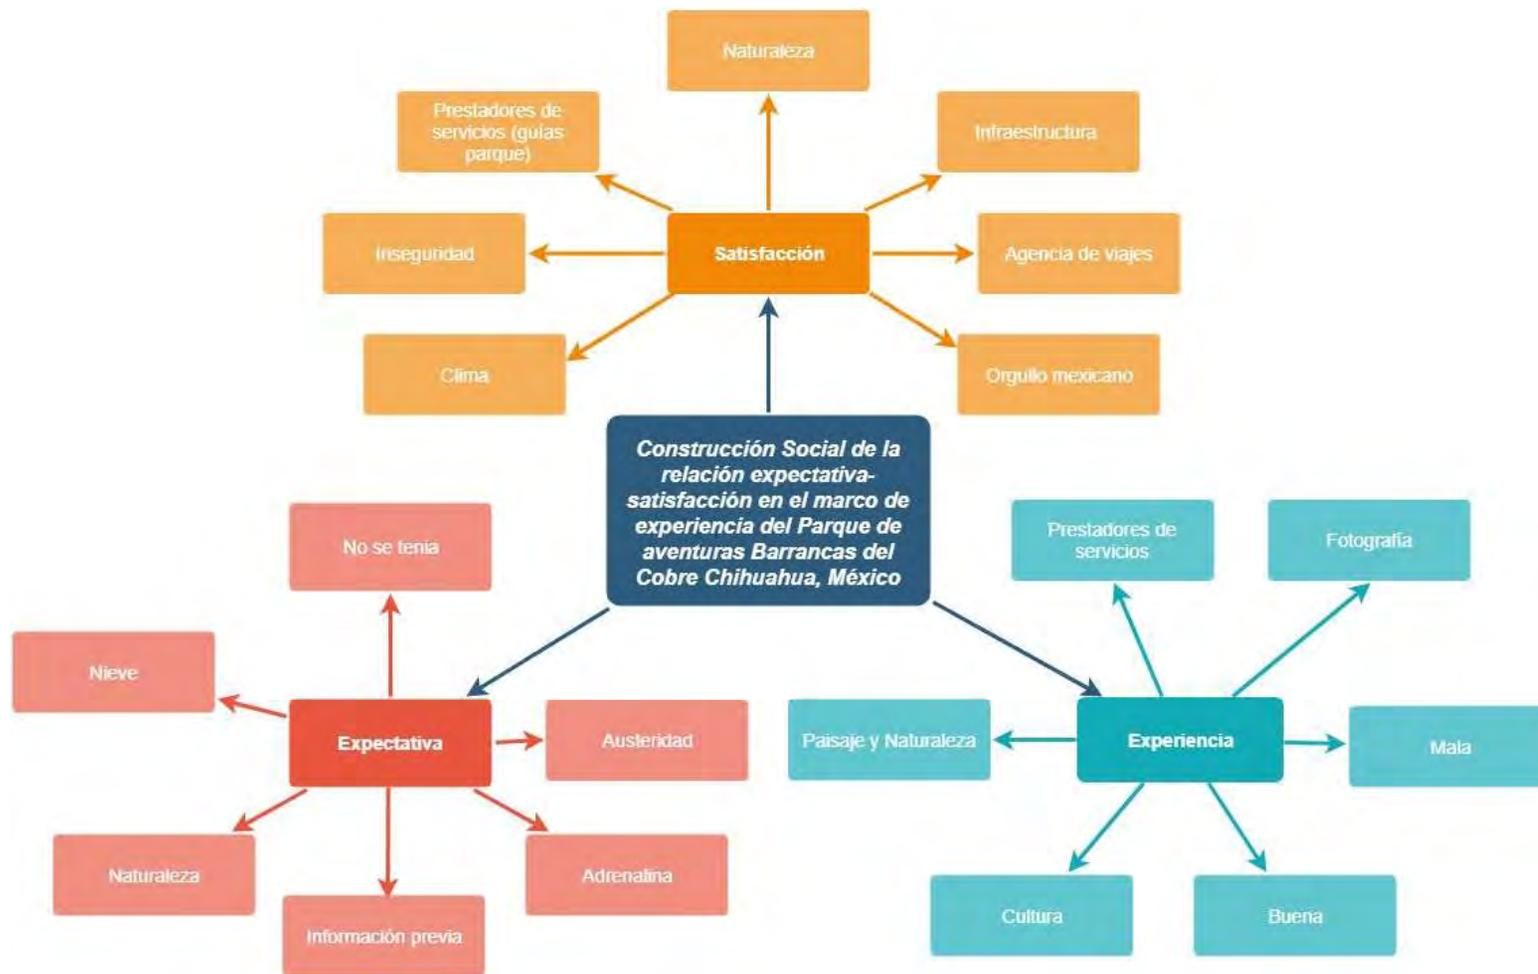 Naturaleza
Prestadores de
servicios (guías
parque)
Infraestructura
Inseguridad
Satisfacción
Agencia de viajes
Clima
Orgullo mexicano
Construcción Social de la
relación expectativa-
satisfacción en el marco de
experiencia del Parque de
aventuras Barrancas del
Cobre Chihuahua, México
No se tenía
Nieve
Expectativa
Austeridad
Naturaleza
Información previa
Adrenalina
Prestadores de
servicios
Fotografía
Paisaje y Naturaleza
Experiencia
Mala
Cultura
Buena